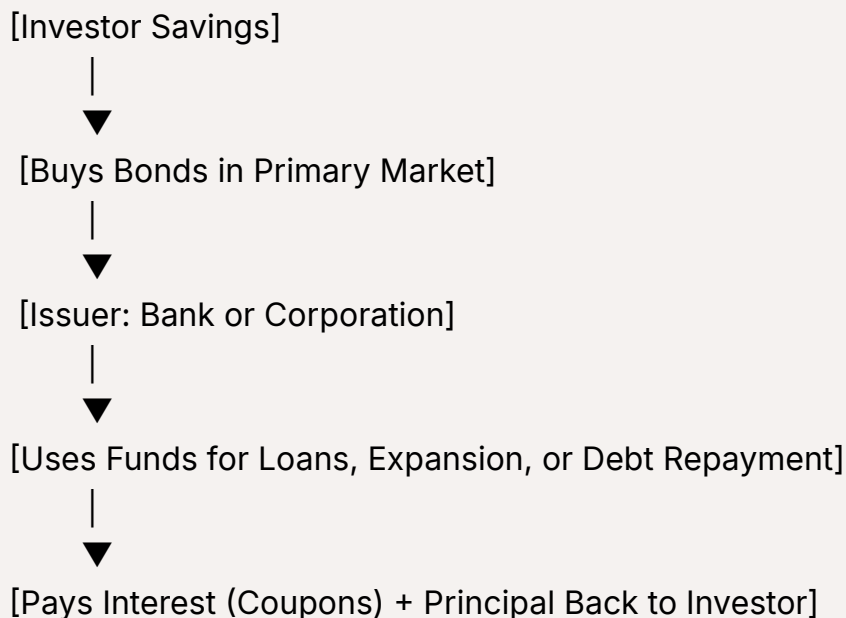 [Investor Savings]
│
▼
[Buys Bonds in Primary Market]
│
▼
[Issuer: Bank or Corporation]
│
▼
[Uses Funds for Loans, Expansion, or Debt Repayment]
│
▼
[Pays Interest (Coupons) + Principal Back to Investor]